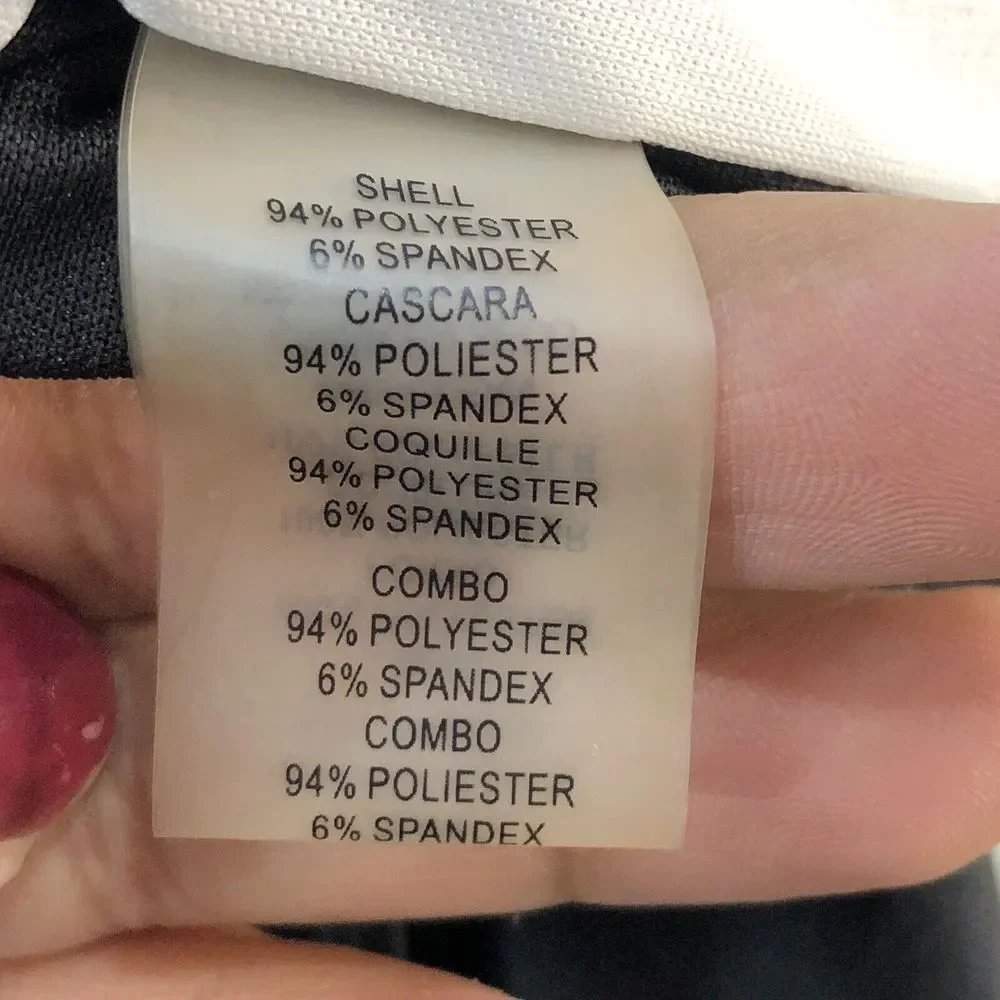 SHELL
94% POLYESTER
6% SPANDEX
CASCARA
94% POLIESTER
6% SPANDEX
COQUILLE
94% POLYESTER
6% SPANDEX
COMBO
94% POLYESTER
6% SPANDEX
COMBO
94% POLIESTER
6% SPANDEX